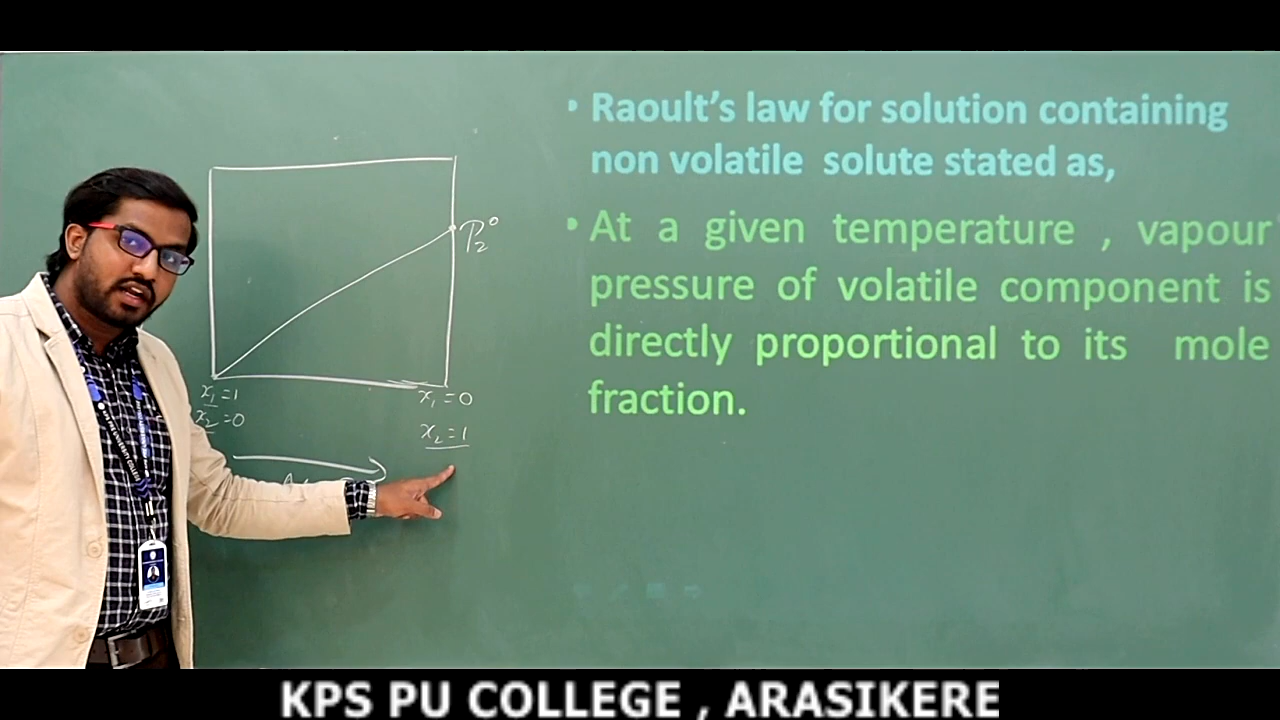 • Raoult’s law for solution containing
non volatile solute stated as,
• At a given temperature , vapour
pressure of volatile component is
directly proportional to its mole
fraction.
P₂⁰
x₁ =1
x₂ =0
x₁ =0
x₂ =1
KPS PU COLLEGE , ARASIKERE